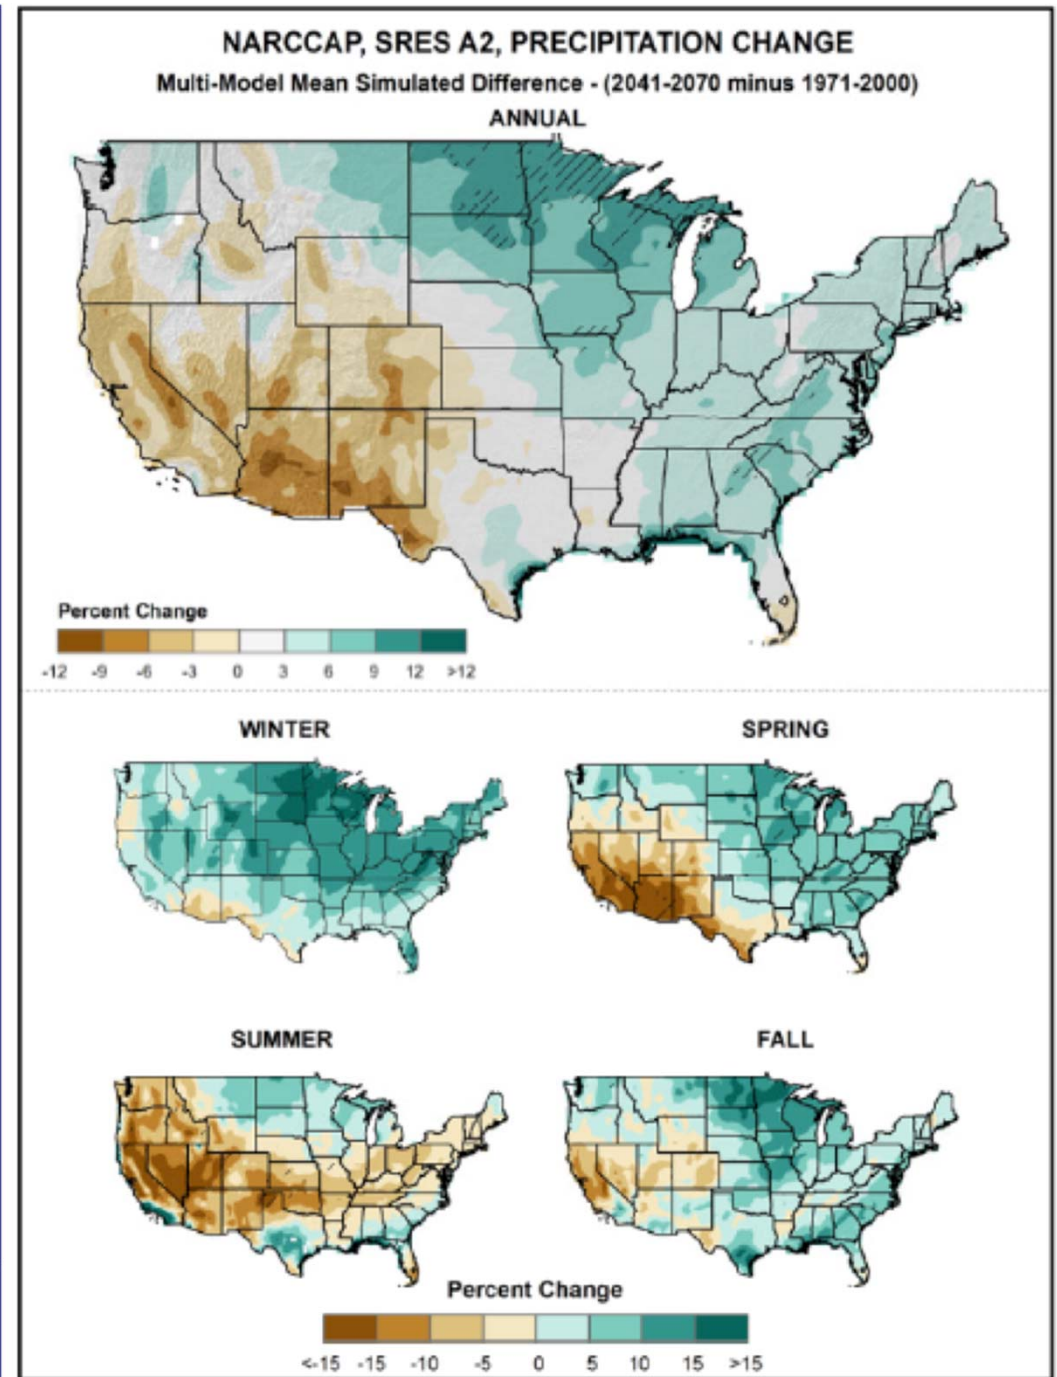 NARCCAP, SRES A2, PRECIPITATION CHANGE
Multi-Model Mean Simulated Difference - (2041-2070 minus 1971-2000)
ANNUAL
Percent Change
-12 -9 -6 -3 0 3 6 9 12 >12
WINTER SPRING
SUMMER FALL
Percent Change
<-15 -15 -10 -5 0 5 10 15 >15